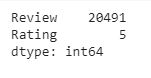 Review    20491
Rating        5
dtype: int64